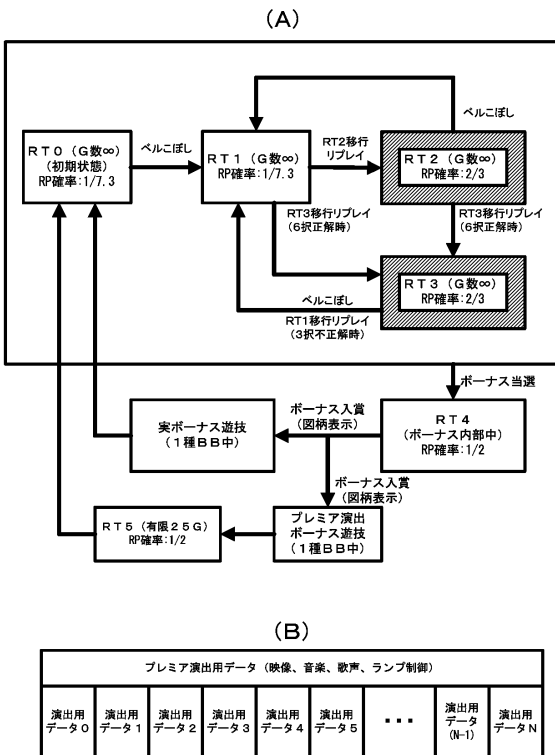 (A)
ベルこぼし
RT0(G数∞)
(初期状態)
RP確率:1/7.3
ベルこぼし
RT1(G数∞)
RP確率:1/7.3
RT2移行
リプレイ
RT2(G数∞)
RP確率:2/3
RT3移行リプレイ
(6択正解時)
RT3移行リプレイ
(6択正解時)
RT3(G数∞)
RP確率:2/3
ベルこぼし
RT1移行リプレイ
(3択不正解時)
ボーナス当選
実ボーナス遊技
(1種BB中)
ボーナス入賞
(図柄表示)
RT4
(ボーナス内部中)
RP確率:1/2
ボーナス入賞
(図柄表示)
RT5(有限25G)
RP確率:1/2
プレミア演出
ボーナス遊技
(1種BB中)
(B)
プレミア演出用データ(映像、音楽、歌声、ランプ制御)
演出用
データ0
演出用
データ1
演出用
データ2
演出用
データ3
演出用
データ4
演出用
データ5
・・・
演出用
データ
(N-1)
演出用
データN